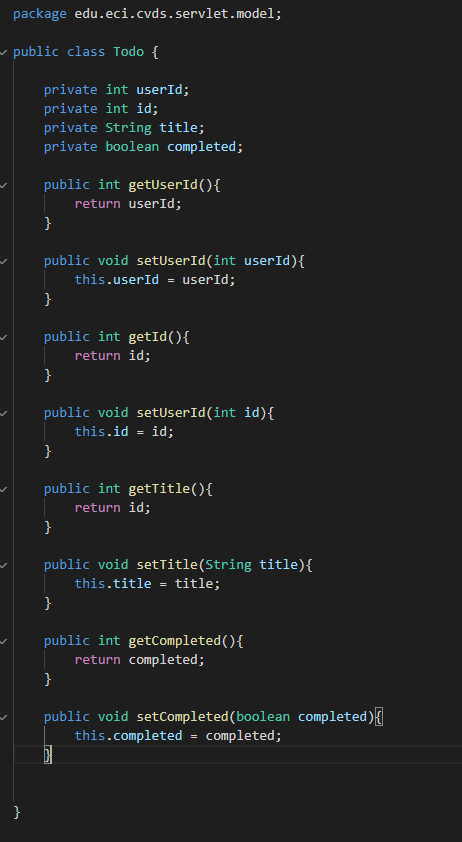 package edu.eci.cvds.servlet.model;

public class Todo {

    private int userId;
    private int id;
    private String title;
    private boolean completed;

    public int getUserId(){
        return userId;
    }

    public void setUserId(int userId){
        this.userId = userId;
    }

    public int getId(){
        return id;
    }

    public void setUserId(int id){
        this.id = id;
    }

    public int getTitle(){
        return id;
    }

    public void setTitle(String title){
        this.title = title;
    }

    public int getCompleted(){
        return completed;
    }

    public void setCompleted(boolean completed){
        this.completed = completed;
    }


}